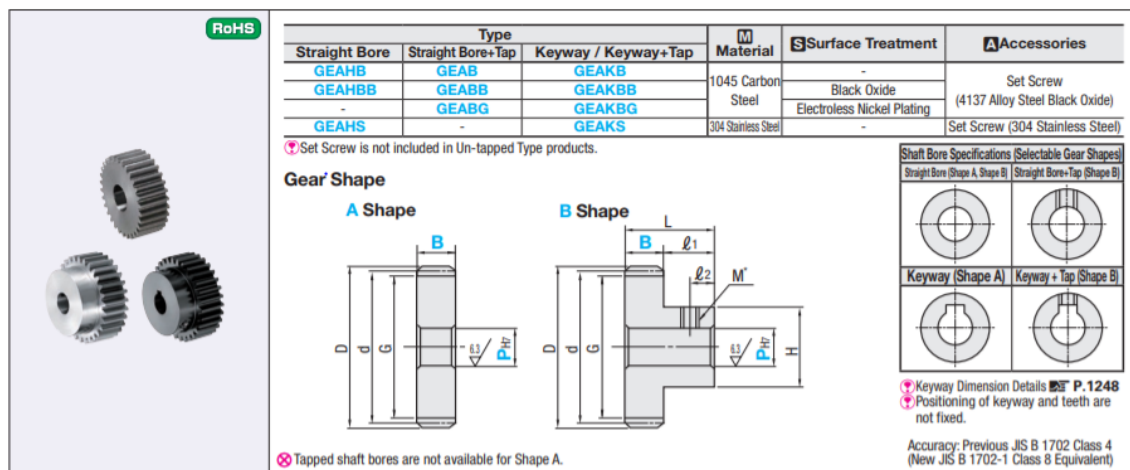 RoHS
Type
M Material
S Surface Treatment
A Accessories
Straight Bore Straight Bore+Tap Keyway / Keyway+Tap
GEAHB GEAB GEAKB 1045 Carbon Steel - Set Screw (4137 Alloy Steel Black Oxide)
GEAHBB GEABB GEAKBB Black Oxide
- GEABG GEAKBG Electroless Nickel Plating
GEAHS - GEAKS 304 Stainless Steel - Set Screw (304 Stainless Steel)
Set Screw is not included in Un-tapped Type products.
Gear Shape
A Shape
B
D
d
G
6.3
PH7
B Shape
L
B
ℓ1
ℓ2
M*
D
d
G
6.3
PH7
H
Tapped shaft bores are not available for Shape A.
Shaft Bore Specifications (Selectable Gear Shapes)
Straight Bore (Shape A, Shape B) Straight Bore+Tap (Shape B)
Keyway (Shape A) Keyway + Tap (Shape B)
Keyway Dimension Details P.1248
Positioning of keyway and teeth are
not fixed.
Accuracy: Previous JIS B 1702 Class 4
(New JIS B 1702-1 Class 8 Equivalent)